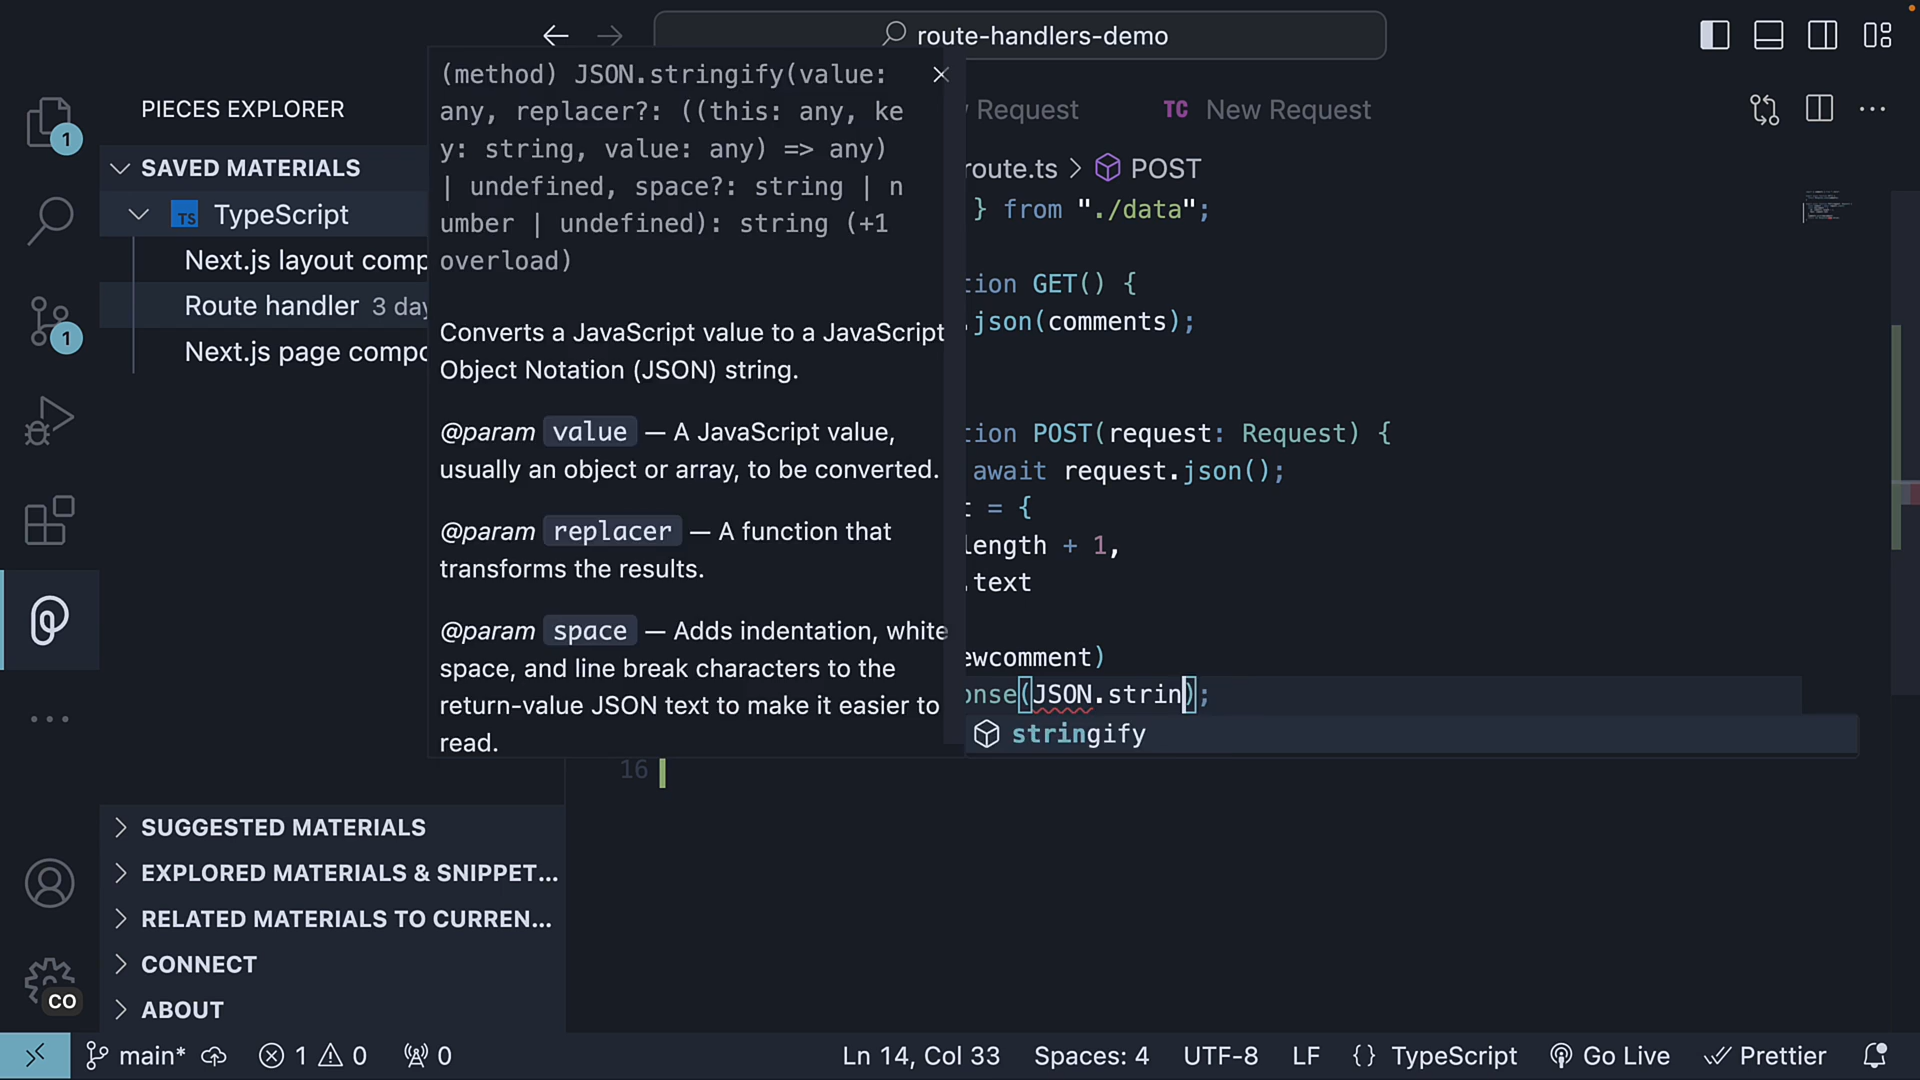 route-handlers-demo
PIECES EXPLORER
1
SAVED MATERIALS
TS TypeScript
Next.js layout comp
Route handler 3 day
1
Next.js page compo
(method) JSON.stringify(value:
any, replacer?: ((this: any, ke
y: string, value: any) => any)
| undefined, space?: string | n
umber | undefined): string (+1
overload)
Converts a JavaScript value to a JavaScript
Object Notation (JSON) string.
@param value — A JavaScript value,
usually an object or array, to be converted.
@param replacer — A function that
transforms the results.
@param space — Adds indentation, white
space, and line break characters to the
return-value JSON text to make it easier to
read.
Request TC New Request
route.ts > POST
} from "./data";
tion GET() {
.json(comments);
tion POST(request: Request) {
await request.json();
t = {
length + 1,
.text
ewcomment)
onse(JSON.strin);
stringify
16
SUGGESTED MATERIALS
EXPLORED MATERIALS & SNIPPET...
RELATED MATERIALS TO CURREN...
CONNECT
ABOUT
CO
main* 1 0 0
Ln 14, Col 33 Spaces: 4 UTF-8 LF {} TypeScript Go Live Prettier